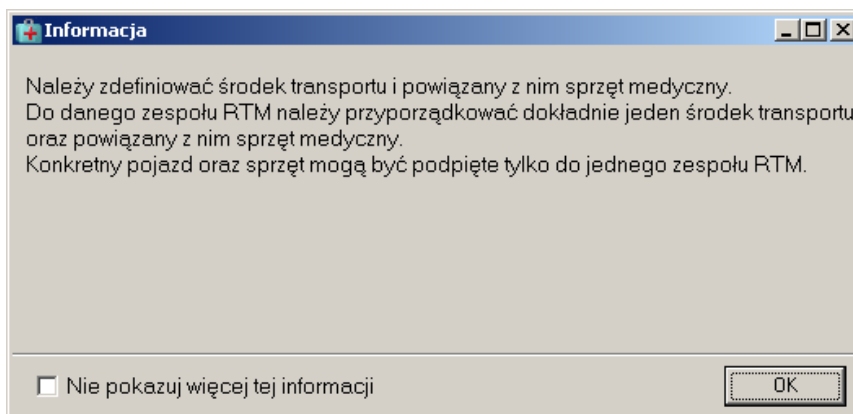 Informacja
Należy zdefiniować środek transportu i powiązany z nim sprzęt medyczny.
Do danego zespołu RTM należy przyporządkować dokładnie jeden środek transportu
oraz powiązany z nim sprzęt medyczny.
Konkretny pojazd oraz sprzęt mogą być podpięte tylko do jednego zespołu RTM.
Nie pokazuj więcej tej informacji
OK